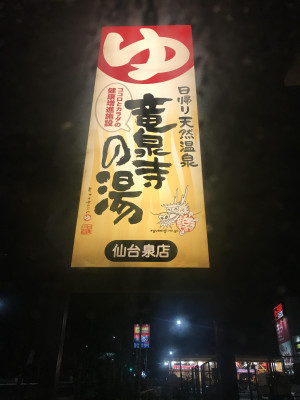 ゆ
日帰り天然温泉
ココロとカラダの
健康増進施設
竜泉寺
の湯
仙台泉店